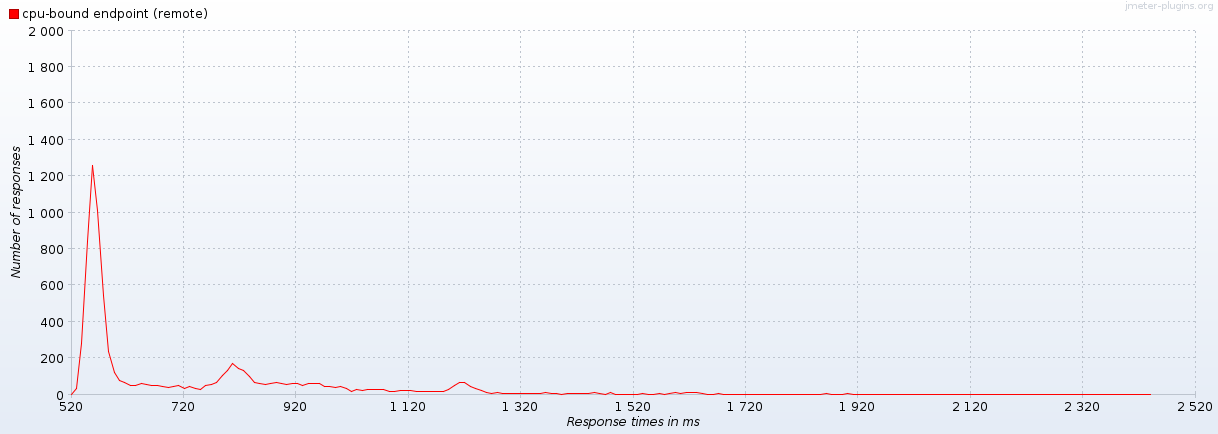 jmeter-plugins.org
cpu-bound endpoint (remote)
2 000
1 800
1 600
1 400
1 200
1 000
800
600
400
200
0
Number of responses
520 720 920 1 120 1 320 1 520 1 720 1 920 2 120 2 320 2 520
Response times in ms